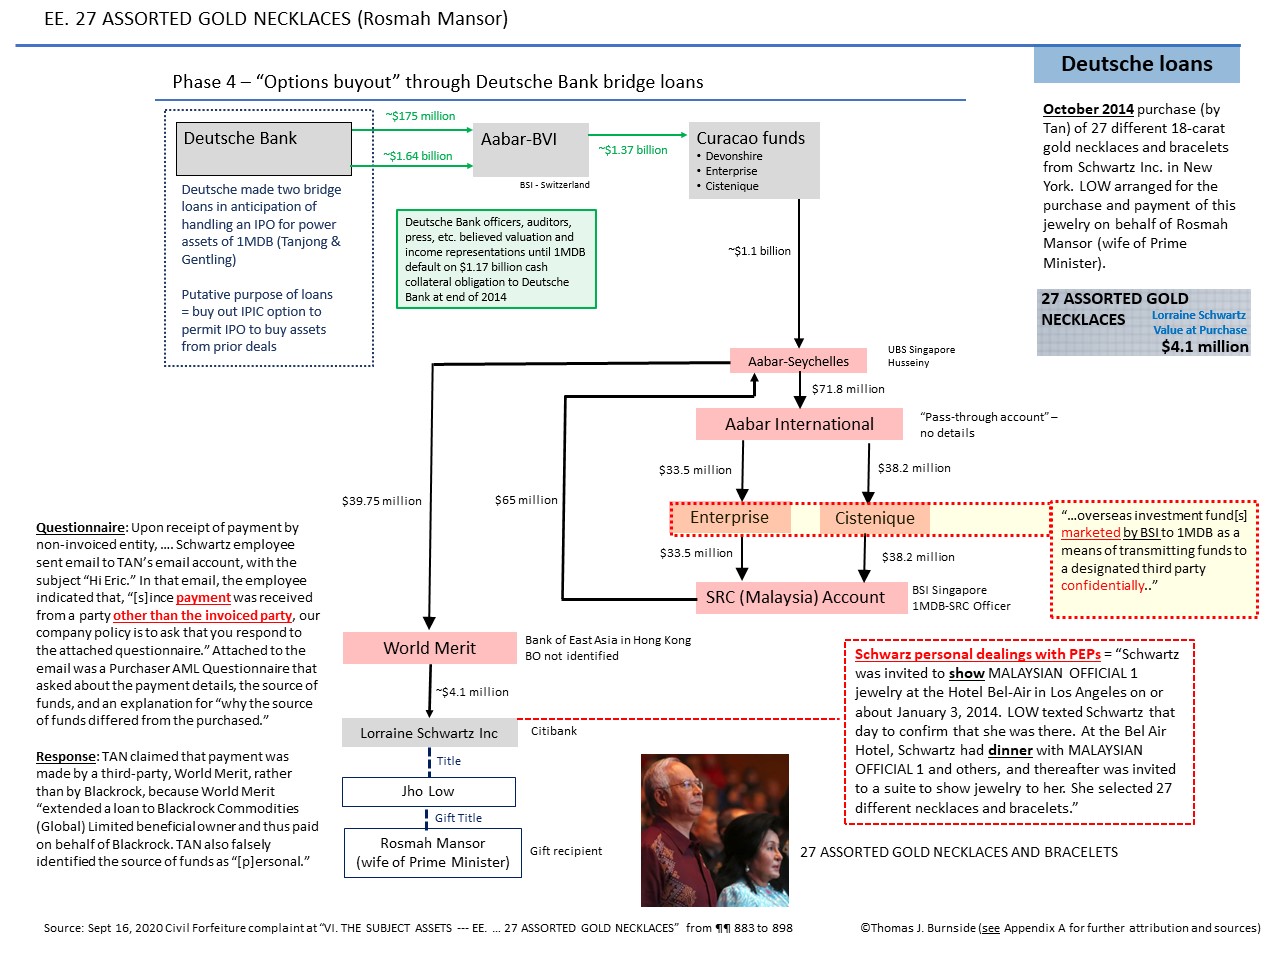 EE. 27 ASSORTED GOLD NECKLACES (Rosmah Mansor)
Phase 4 – “Options buyout” through Deutsche Bank bridge loans
Deutsche loans
October 2014 purchase (by
Tan) of 27 different 18-carat
gold necklaces and bracelets
from Schwartz Inc. in New
York. LOW arranged for the
purchase and payment of this
jewelry on behalf of Rosmah
Mansor (wife of Prime
Minister).
27 ASSORTED GOLD
NECKLACES
Lorraine Schwartz
Value at Purchase
$4.1 million
Deutsche Bank
~$175 million
~$1.64 billion
Aabar-BVI
BSI - Switzerland
~$1.37 billion
Curacao funds
• Devonshire
• Enterprise
• Cistenique
Deutsche made two bridge
loans in anticipation of
handling an IPO for power
assets of 1MDB (Tanjong &
Gentling)
Putative purpose of loans
= buy out IPIC option to
permit IPO to buy assets
from prior deals
Deutsche Bank officers, auditors,
press, etc. believed valuation and
income representations until 1MDB
default on $1.17 billion cash
collateral obligation to Deutsche
Bank at end of 2014
~$1.1 billion
Aabar-Seychelles
UBS Singapore
Husseiny
$71.8 million
Aabar International
“Pass-through account” –
no details
$33.5 million
$38.2 million
$39.75 million
$65 million
Enterprise
Cistenique
$33.5 million
$38.2 million
SRC (Malaysia) Account
BSI Singapore
1MDB-SRC Officer
“…overseas investment fund[s]
marketed by BSI to 1MDB as a
means of transmitting funds to
a designated third party
confidentially..”
Questionnaire: Upon receipt of payment by
non-invoiced entity, …. Schwartz employee
sent email to TAN’s email account, with the
subject “Hi Eric.” In that email, the employee
indicated that, “[s]ince payment was received
from a party other than the invoiced party, our
company policy is to ask that you respond to
the attached questionnaire.” Attached to the
email was a Purchaser AML Questionnaire that
asked about the payment details, the source of
funds, and an explanation for “why the source
of funds differed from the purchased.”
Response: TAN claimed that payment was
made by a third-party, World Merit, rather
than by Blackrock, because World Merit
“extended a loan to Blackrock Commodities
(Global) Limited beneficial owner and thus paid
on behalf of Blackrock. TAN also falsely
identified the source of funds as “[p]ersonal.”
World Merit
Bank of East Asia in Hong Kong
BO not identified
~$4.1 million
Lorraine Schwartz Inc
Citibank
Title
Jho Low
Gift Title
Rosmah Mansor
(wife of Prime Minister)
Gift recipient
Schwarz personal dealings with PEPs = “Schwartz
was invited to show MALAYSIAN OFFICIAL 1
jewelry at the Hotel Bel-Air in Los Angeles on or
about January 3, 2014. LOW texted Schwartz that
day to confirm that she was there. At the Bel Air
Hotel, Schwartz had dinner with MALAYSIAN
OFFICIAL 1 and others, and thereafter was invited
to a suite to show jewelry to her. She selected 27
different necklaces and bracelets.”
27 ASSORTED GOLD NECKLACES AND BRACELETS
Source: Sept 16, 2020 Civil Forfeiture complaint at “VI. THE SUBJECT ASSETS --- EE. … 27 ASSORTED GOLD NECKLACES” from ¶¶ 883 to 898
©Thomas J. Burnside (see Appendix A for further attribution and sources)